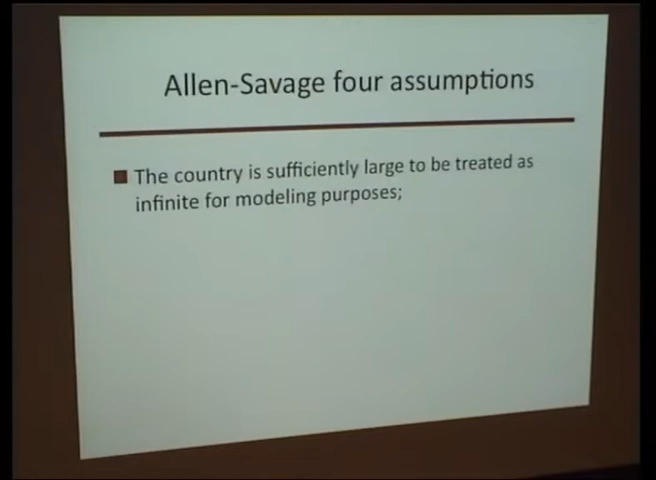 Allen-Savage four assumptions
The country is sufficiently large to be treated as
infinite for modeling purposes;